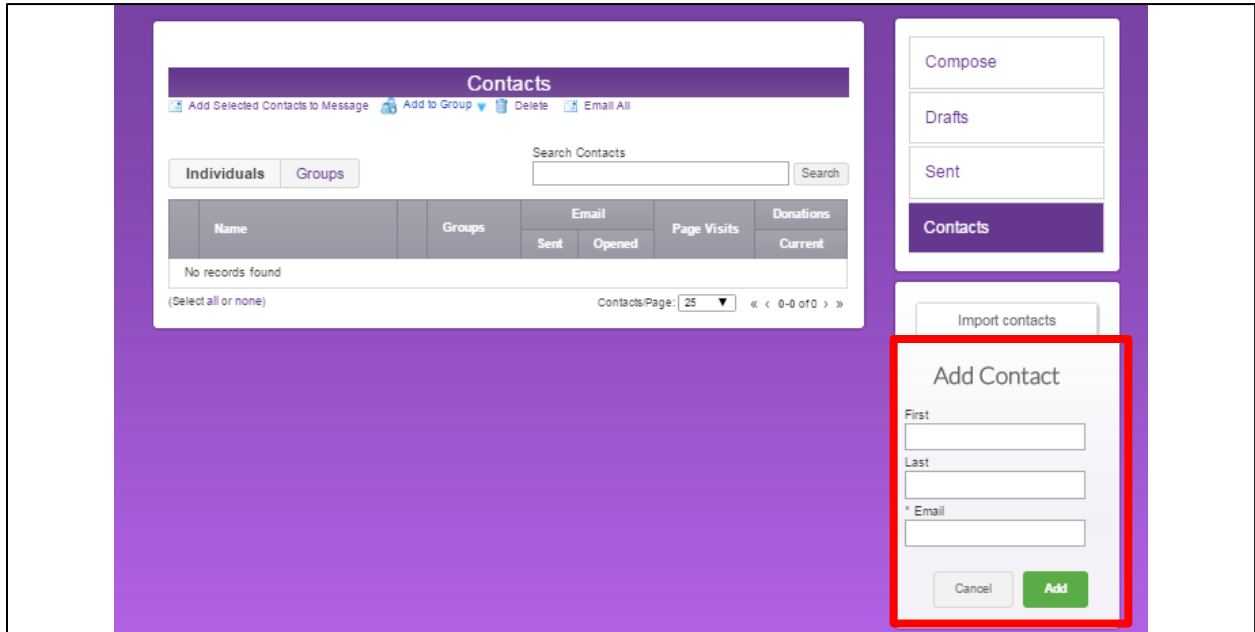 Contacts
Add Selected Contacts to Message Add to Group Delete Email All
Search Contacts
Individuals Groups Search
Name Groups Email Page Visits Donations
Sent Opened Current
No records found
(Select all or none) Contacts/Page: 25 « < 0-0 of 0 > »
Compose
Drafts
Sent
Contacts
Import contacts
Add Contact
First
Last
* Email
Cancel Add